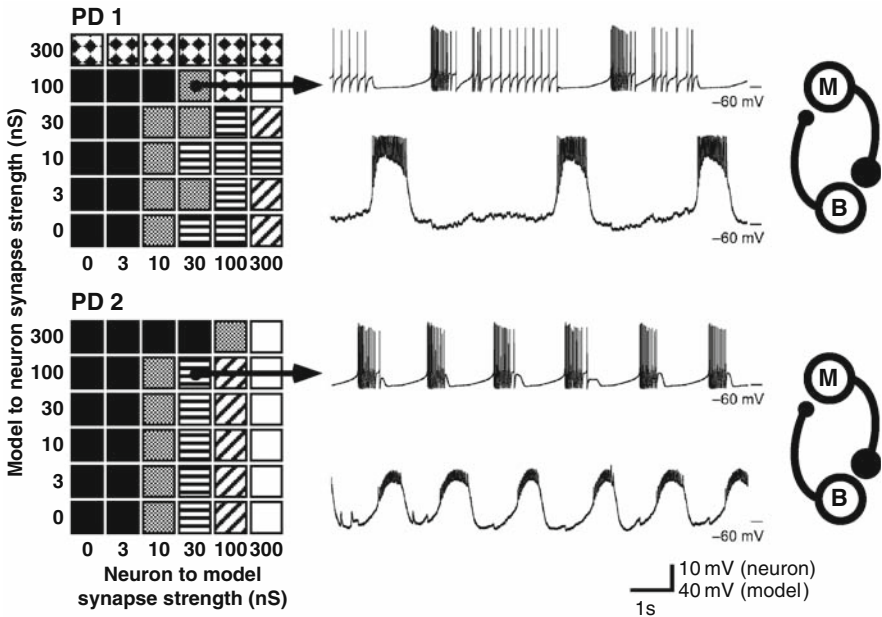 PD 1
300
100
30
10
3
0
0 3 10 30 100 300
–60 mV
–60 mV
M
B
PD 2
300
100
30
10
3
0
0 3 10 30 100 300
–60 mV
–60 mV
M
B
Model to neuron synapse strength (nS)
Neuron to model
synapse strength (nS)
10 mV (neuron)
40 mV (model)
1s